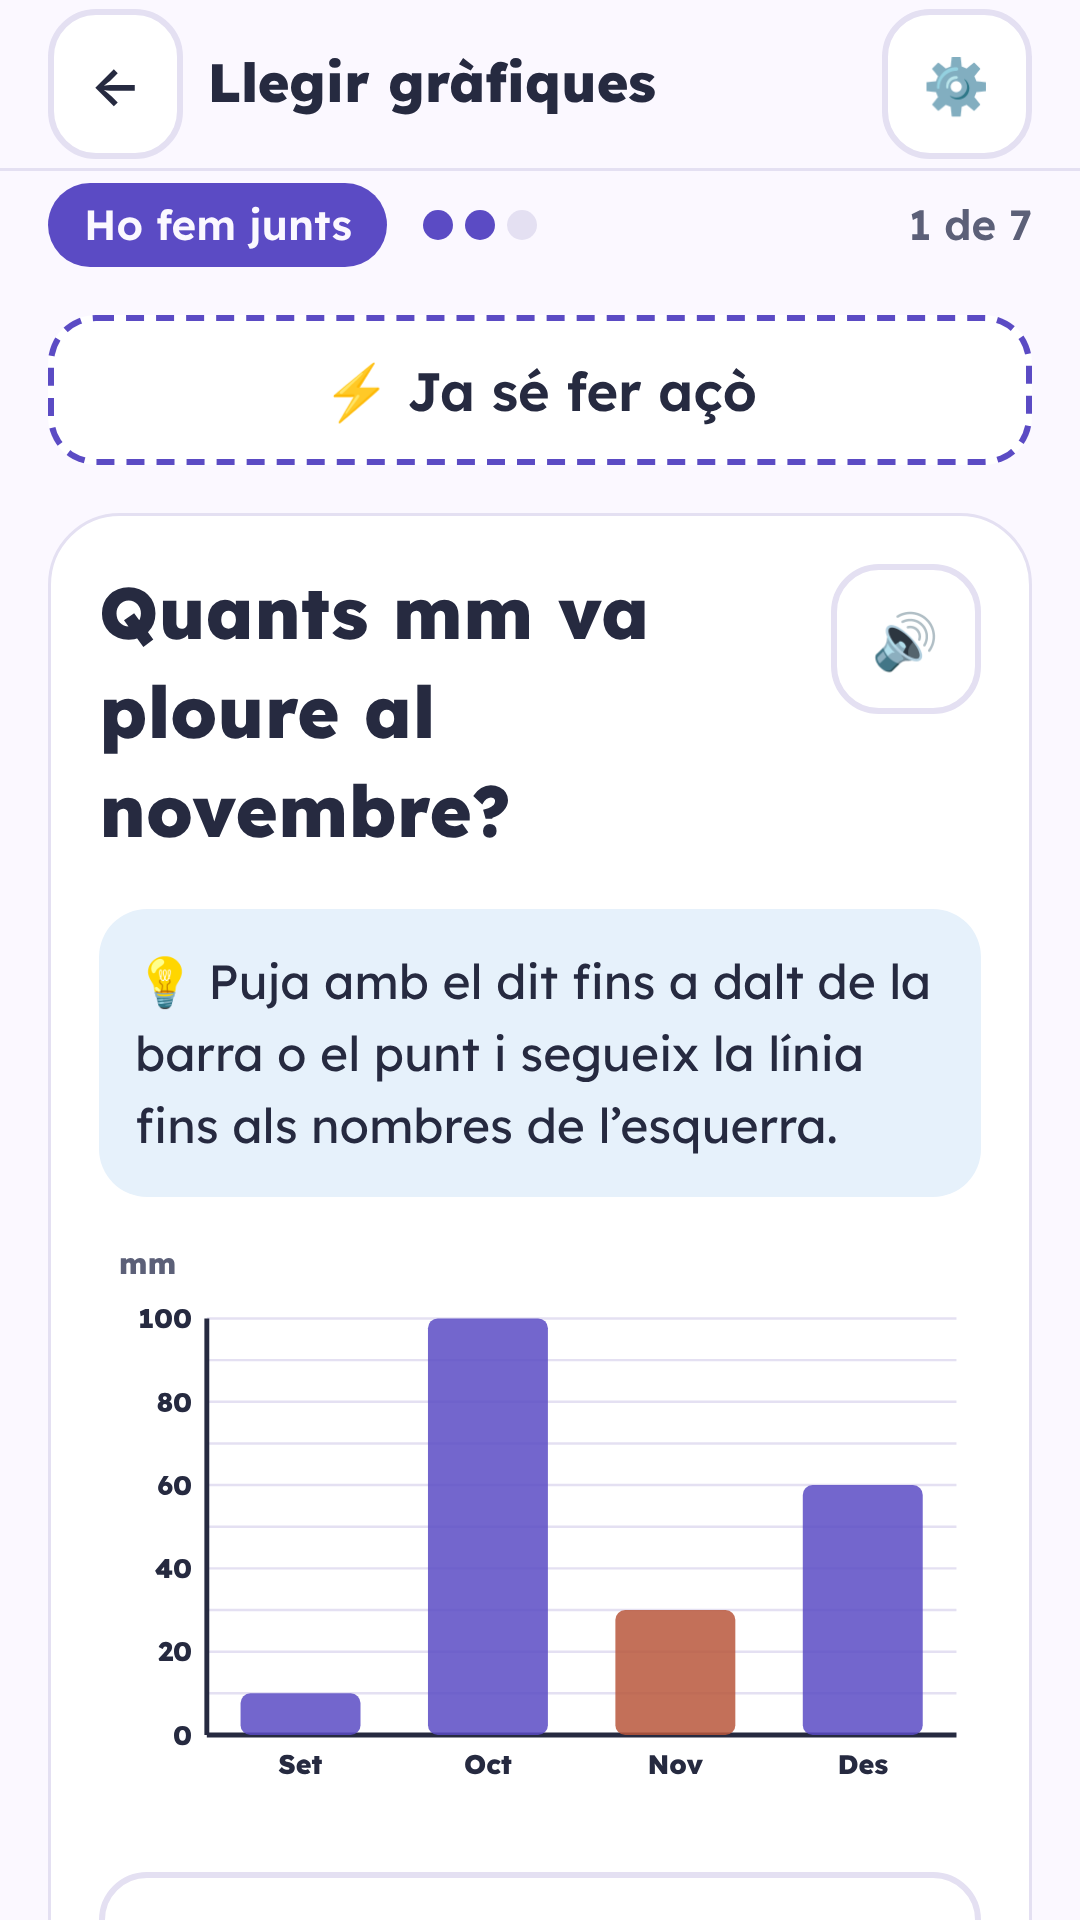 Llegir gràfiques
Ho fem junts
1 de 7
⚡ Ja sé fer açò
Quants mm va
ploure al
novembre?
💡 Puja amb el dit fins a dalt de la
barra o el punt i segueix la línia
fins als nombres de l’esquerra.
mm
100
80
60
40
20
0
Set Oct Nov Des